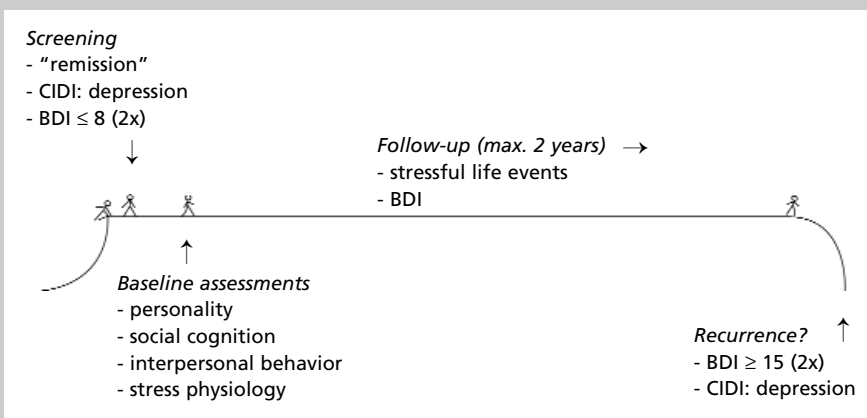 Screening
- “remission”
- CIDI: depression
- BDI ≤ 8 (2x)
Follow-up (max. 2 years) →
- stressful life events
- BDI
Baseline assessments
- personality
- social cognition
- interpersonal behavior
- stress physiology
Recurrence?
- BDI ≥ 15 (2x)
- CIDI: depression